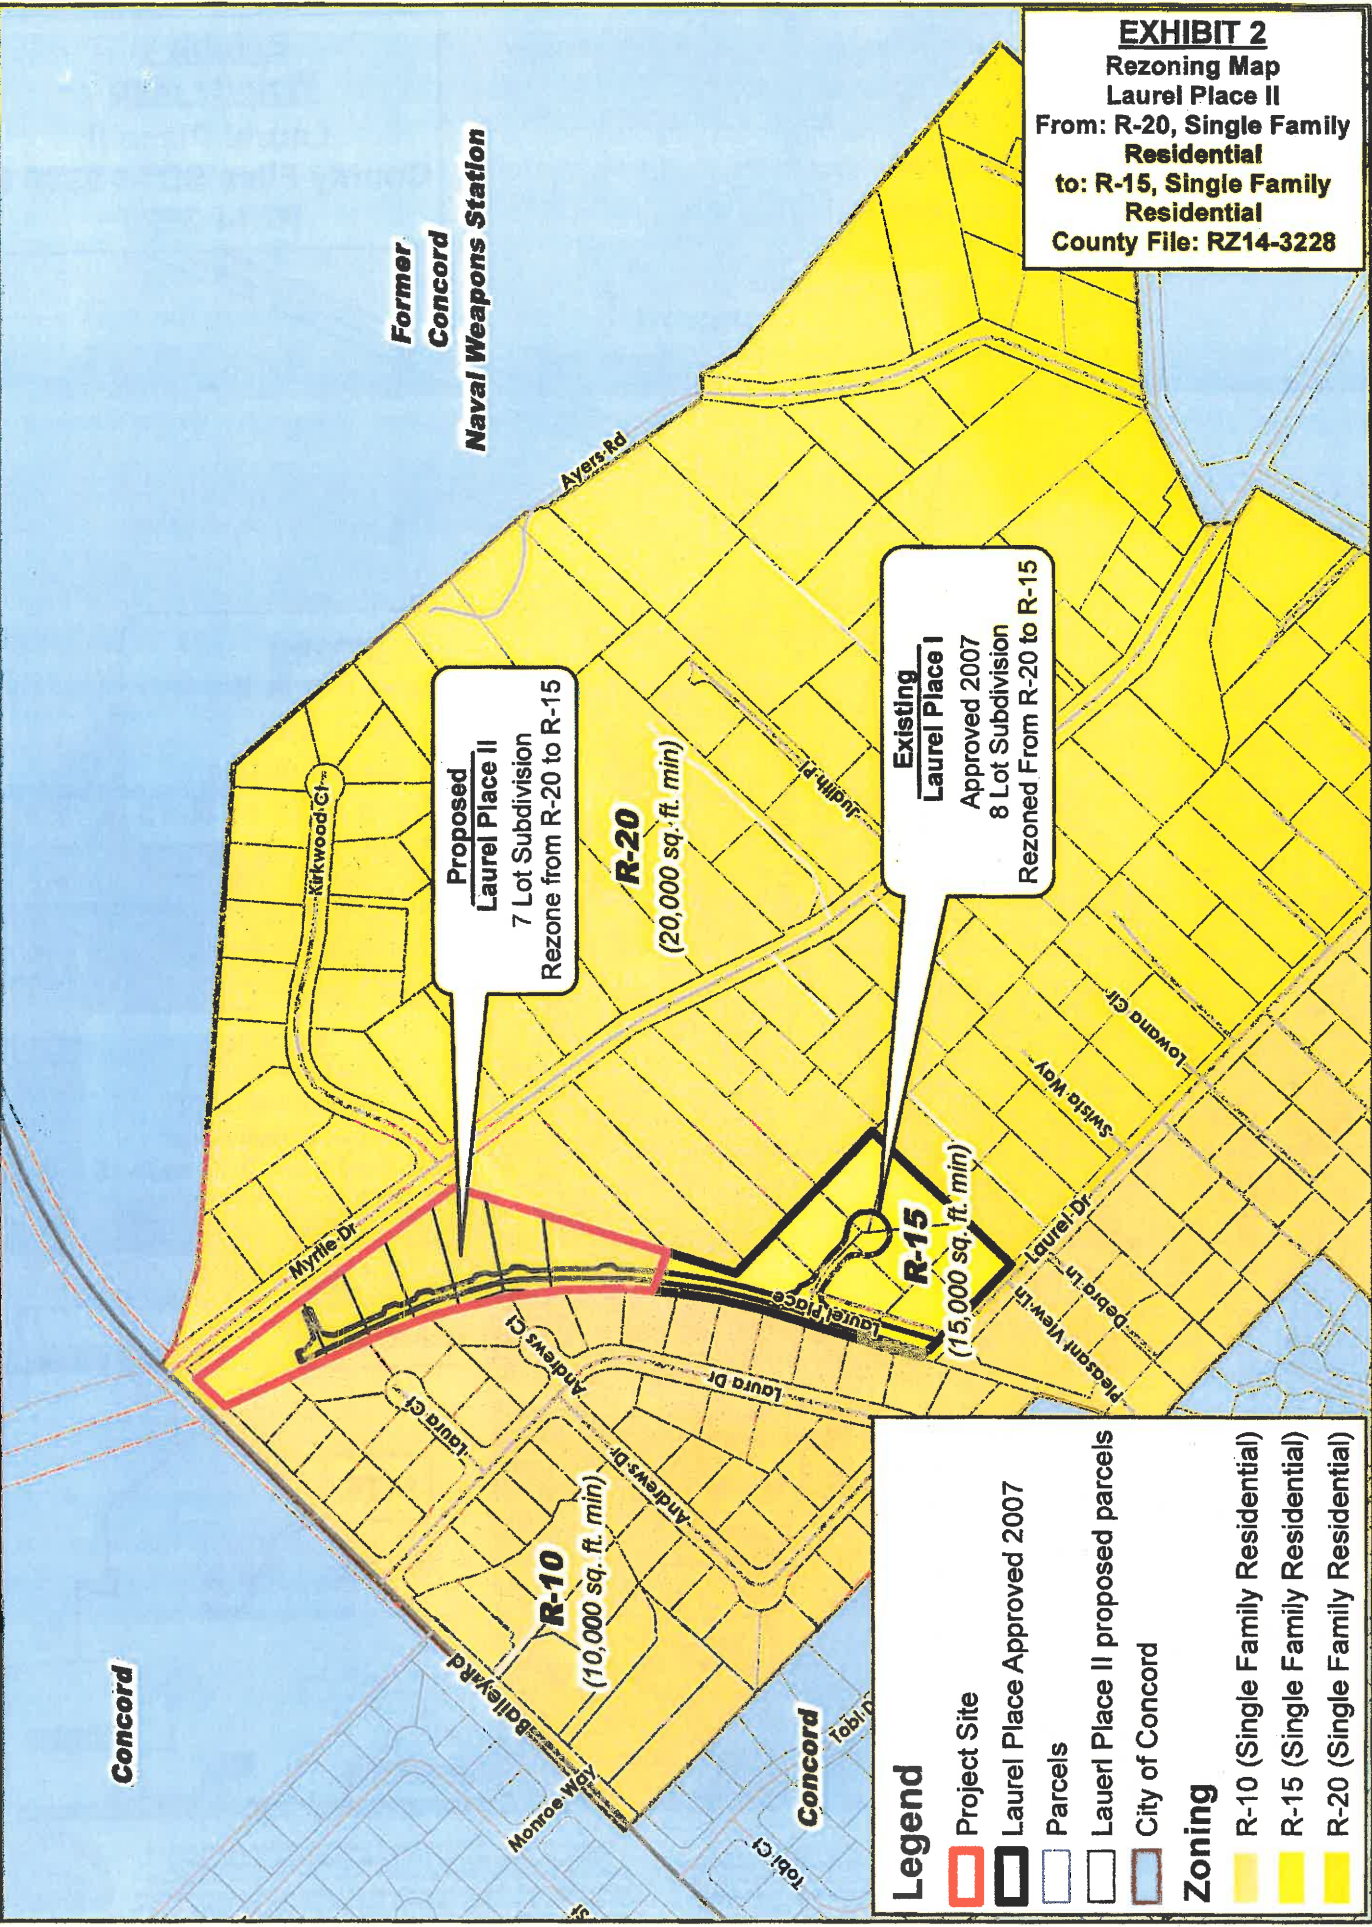 EXHIBIT 2
Rezoning Map
Laurel Place II
From: R-20, Single Family
Residential
to: R-15, Single Family
Residential
County File: RZ14-3228
Former
Concord
Naval Weapons Station
Concord
Ayers Rd
Kirkwood Ct
Proposed
Laurel Place II
7 Lot Subdivision
Rezone from R-20 to R-15
R-20
(20,000 sq. ft. min)
Judith Pl
Existing
Laurel Place I
Approved 2007
8 Lot Subdivision
Rezoned From R-20 to R-15
Myrtle Dr
Lowana Cir
Swista Way
Laurel Dr
Debra Ln
Pleasant View Ln
R-15
(15,000 sq. ft. min)
Laurel Place
Andrews Ct
Laura Ct
Laura Dr
Andrews Dr
R-10
(10,000 sq. ft. min)
Bailey Rd
Monroe Way
Concord
Tobi D
Tobi Ct
St
Legend
Project Site
Laurel Place Approved 2007
Parcels
Lauerl Place II proposed parcels
City of Concord
Zoning
R-10 (Single Family Residential)
R-15 (Single Family Residential)
R-20 (Single Family Residential)